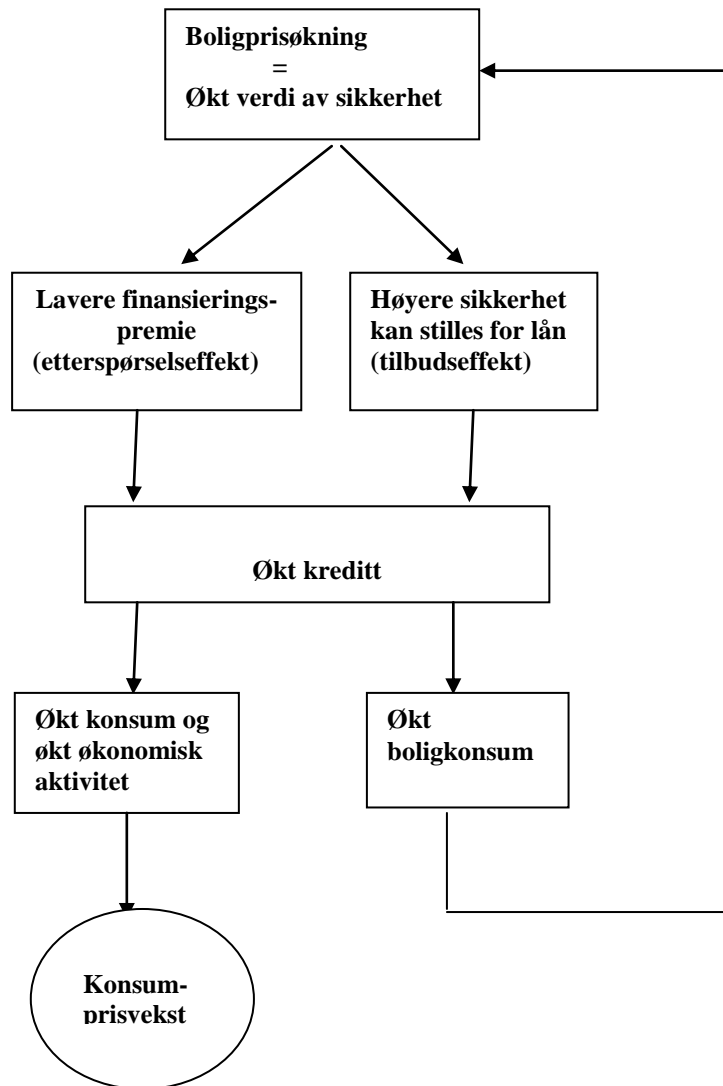 Boligprisøkning
=
Økt verdi av sikkerhet
Lavere finansierings-
premie
(etterspørselseffekt)
Høyere sikkerhet
kan stilles for lån
(tilbudseffekt)
Økt kreditt
Økt konsum og
økt økonomisk
aktivitet
Økt
boligkonsum
Konsum-
prisvekst